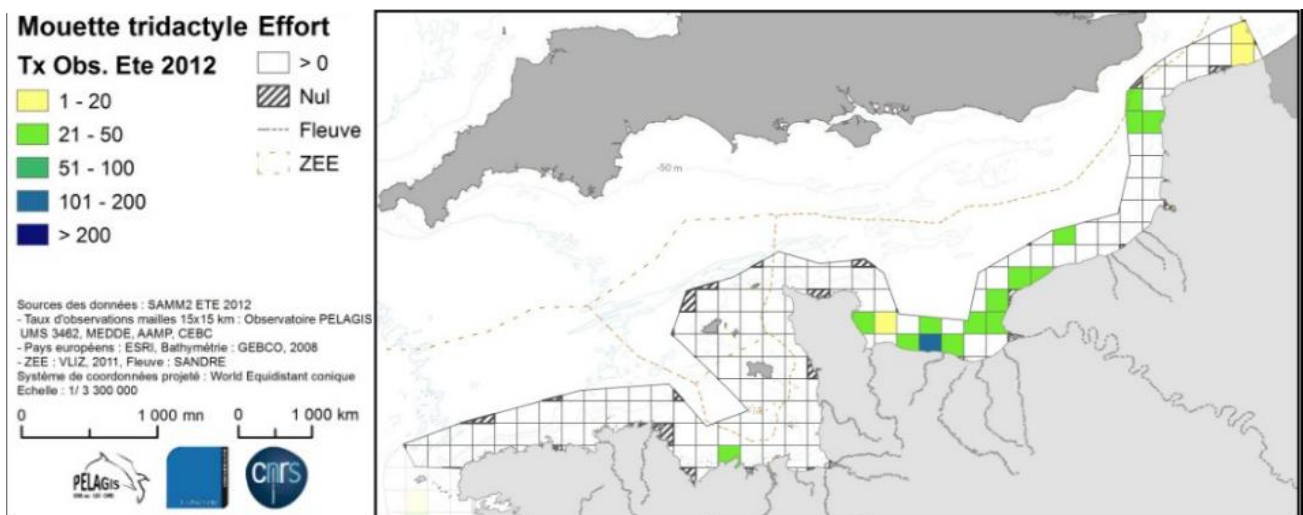 Mouette tridactyle Effort
Tx Obs. Ete 2012
> 0
1 - 20
Nul
21 - 50
Fleuve
51 - 100
ZEE
101 - 200
> 200
Sources des données : SAMM2 ETE 2012
- Taux d'observations mailles 15x15 km : Observatoire PELAGIS
UMS 3462, MEDDE, AAMP, CEBC
- Pays européens : ESRI, Bathymétrie : GEBCO, 2008
- ZEE : VLIZ, 2011, Fleuve : SANDRE
Système de coordonnées projeté : World Equidistant conique
Echelle : 1/ 3 300 000
0 1 000 mn 0 1 000 km
PELAGIS
cnrs
-50 m